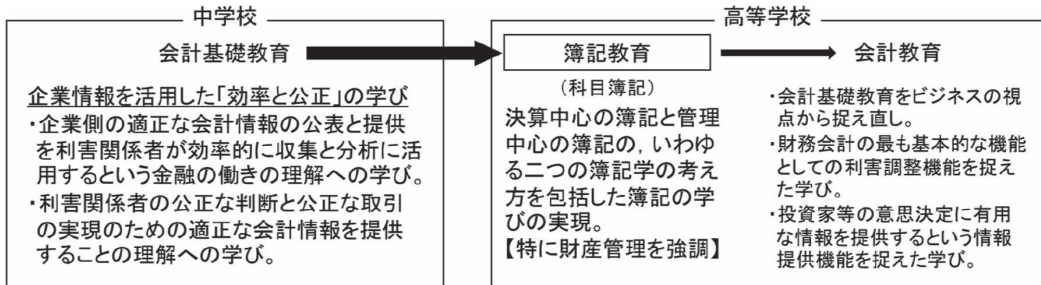 中学校
会計基礎教育
企業情報を活用した「効率と公正」の学び
・企業側の適正な会計情報の公表と提供
を利害関係者が効率的に収集と分析に活
用するという金融の働きの理解への学び。
・利害関係者の公正な判断と公正な取引
の実現のための適正な会計情報を提供
することの理解への学び。
高等学校
簿記教育
（科目簿記）
決算中心の簿記と管理
中心の簿記の，いわゆ
る二つの簿記学の考え
方を包括した簿記の学
びの実現。
【特に財産管理を強調】
会計教育
・会計基礎教育をビジネスの視
点から捉え直し。
・財務会計の最も基本的な機能
としての利害調整機能を捉え
た学び。
・投資家等の意思決定に有用
な情報を提供するという情報
提供機能を捉えた学び。